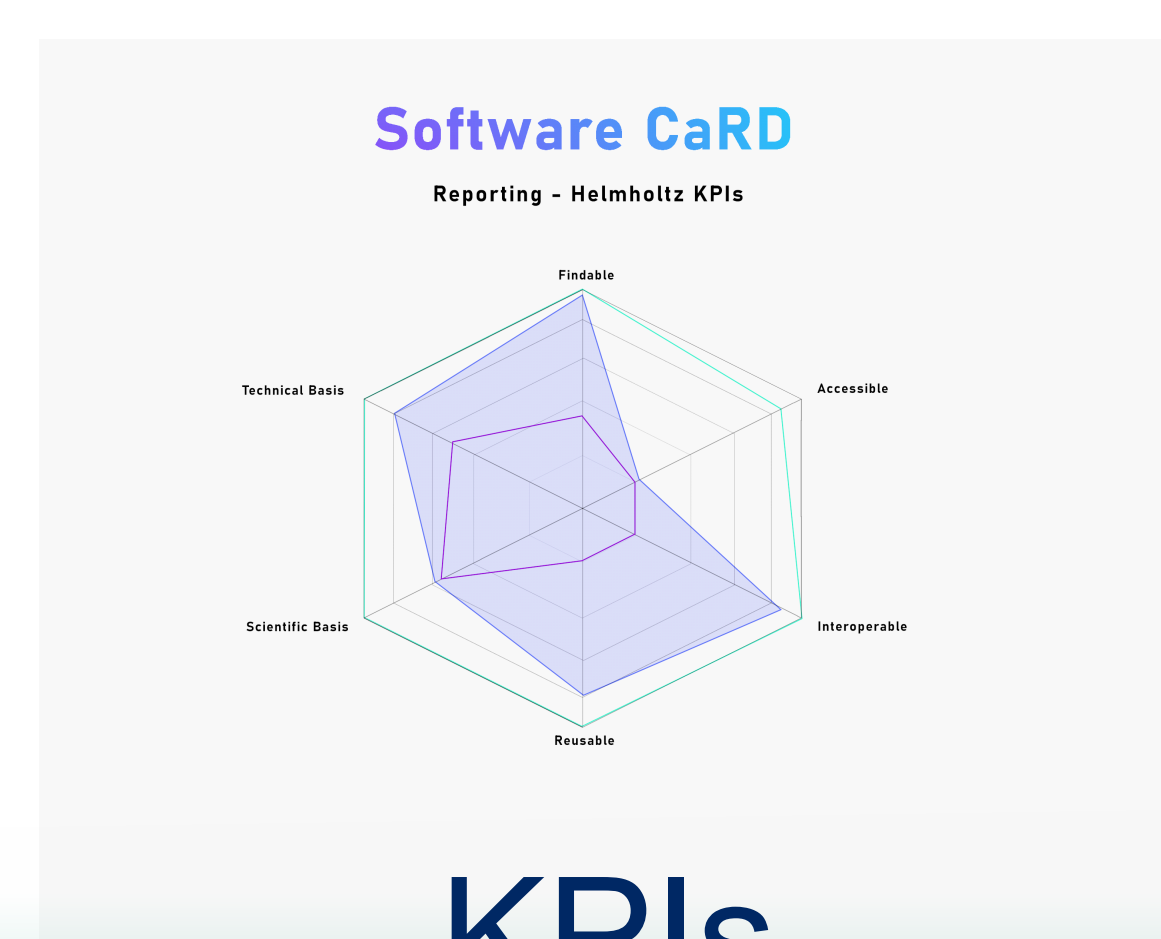 Software CaRD
Reporting - Helmholtz KPIs
Findable
Technical Basis
Accessible
Scientific Basis
Interoperable
Reusable
KPIs